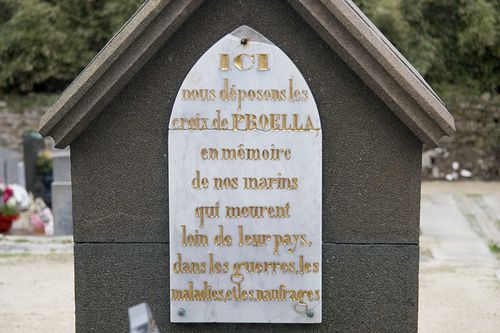 ICI
nous déposons les
croix de PROELLA,
en mémoire
de nos marins
qui meurent
loin de leur pays,
dans les guerres, les
maladies, et les naufrages